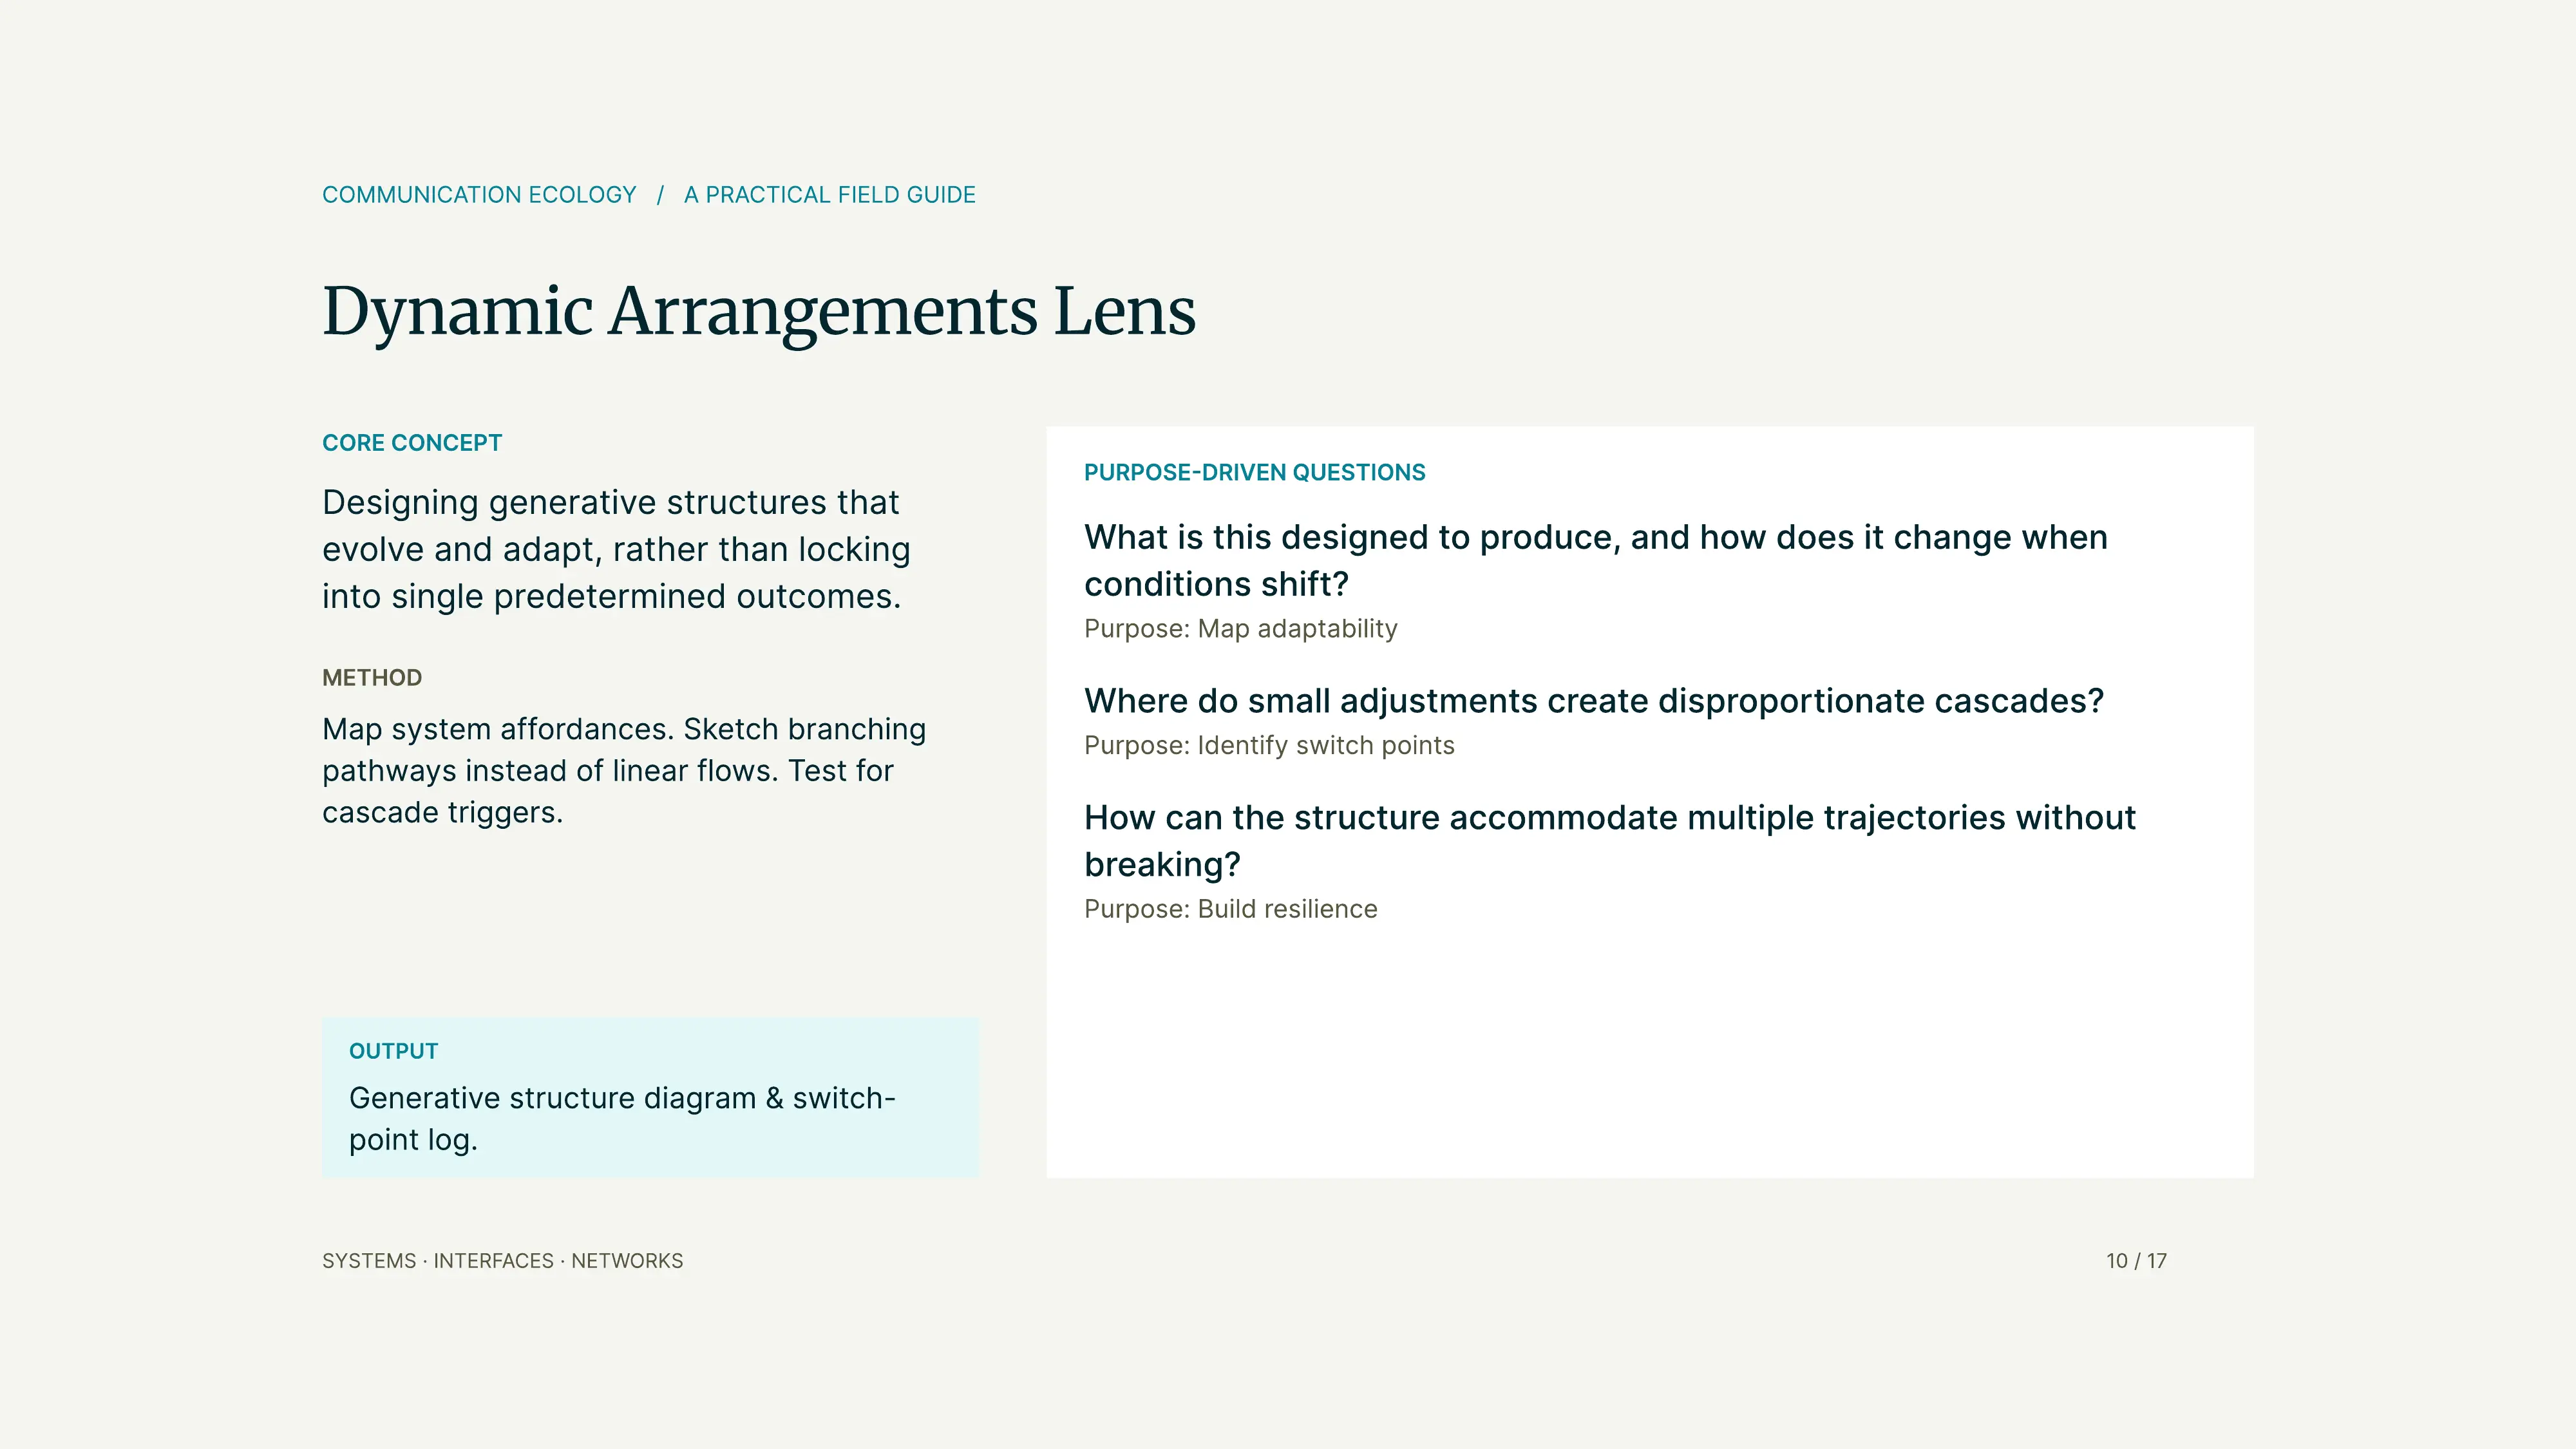 COMMUNICATION ECOLOGY / A PRACTICAL FIELD GUIDE
Dynamic Arrangements Lens
CORE CONCEPT
Designing generative structures that
evolve and adapt, rather than locking
into single predetermined outcomes.
METHOD
Map system affordances. Sketch branching
pathways instead of linear flows. Test for
cascade triggers.
OUTPUT
Generative structure diagram & switch-
point log.
PURPOSE-DRIVEN QUESTIONS
What is this designed to produce, and how does it change when
conditions shift?
Purpose: Map adaptability
Where do small adjustments create disproportionate cascades?
Purpose: Identify switch points
How can the structure accommodate multiple trajectories without
breaking?
Purpose: Build resilience
SYSTEMS · INTERFACES · NETWORKS
10 / 17